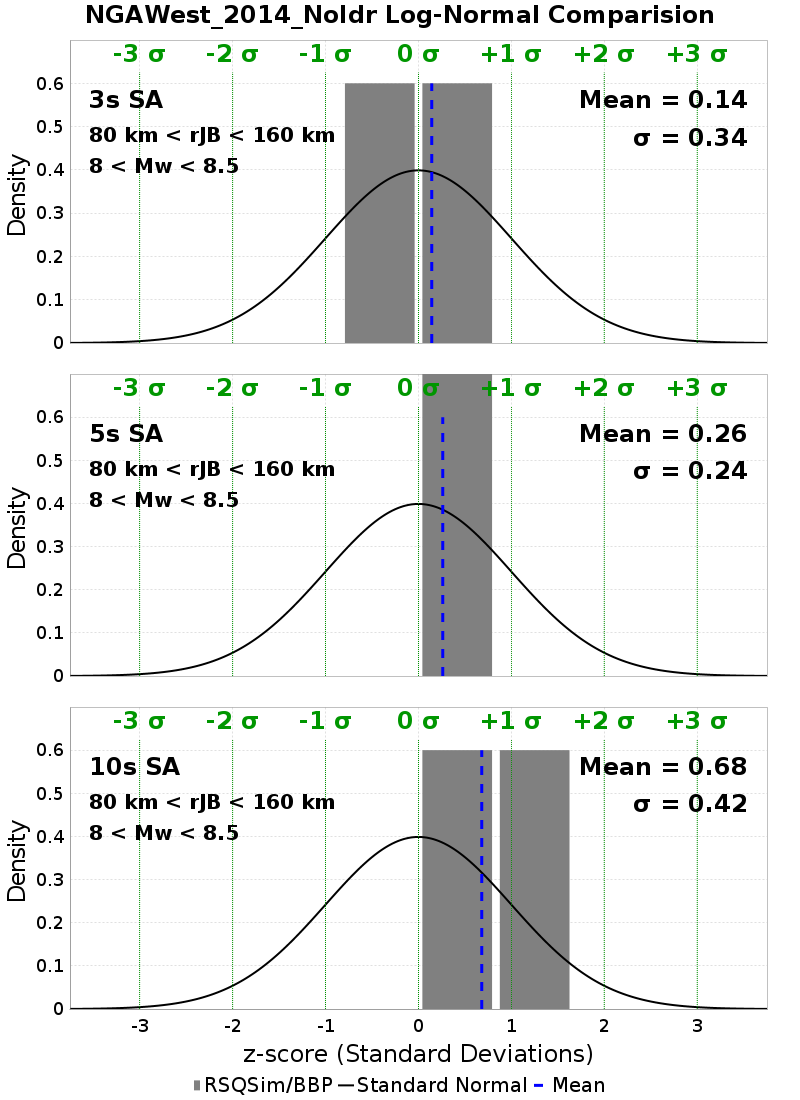 NGAWest_2014_NoIdr Log-Normal Comparision
-3 σ -2 σ -1 σ 0 σ +1 σ +2 σ +3 σ
3s SA
80 km < rJB < 160 km
8 < Mw < 8.5
Mean = 0.14
σ = 0.34
0.6
0.5
0.4
0.3
0.2
0.1
0
Density
-3 σ -2 σ -1 σ 0 σ +1 σ +2 σ +3 σ
5s SA
80 km < rJB < 160 km
8 < Mw < 8.5
Mean = 0.26
σ = 0.24
0.6
0.5
0.4
0.3
0.2
0.1
0
Density
-3 σ -2 σ -1 σ 0 σ +1 σ +2 σ +3 σ
10s SA
80 km < rJB < 160 km
8 < Mw < 8.5
Mean = 0.68
σ = 0.42
0.6
0.5
0.4
0.3
0.2
0.1
0
Density
-3 -2 -1 0 1 2 3
z-score (Standard Deviations)
RSQSim/BBP Standard Normal Mean